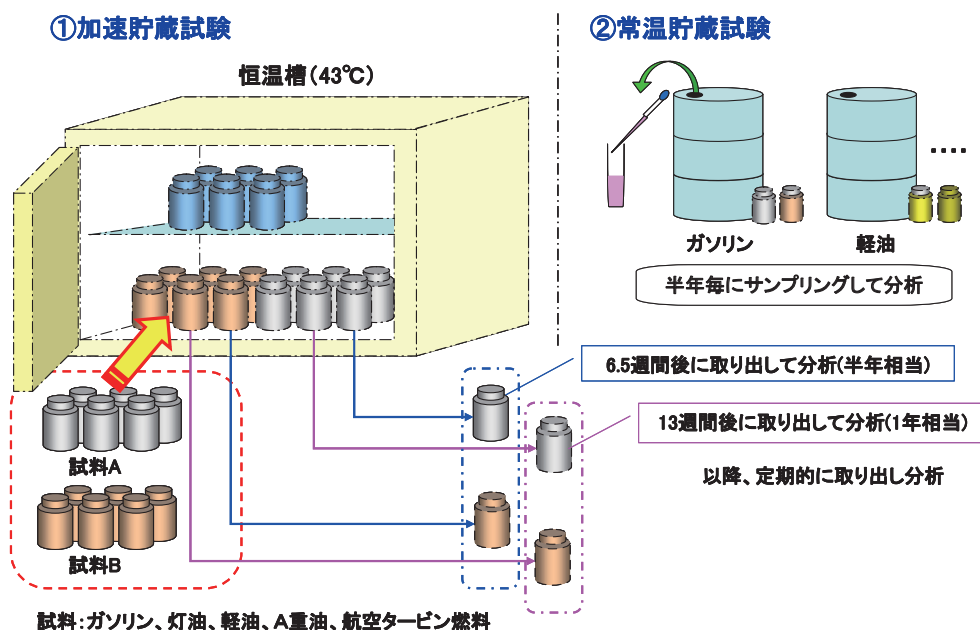 ①加速貯蔵試験
恒温槽(43℃)
試料A
試料B
6.5週間後に取り出して分析(半年相当)
13週間後に取り出して分析(1年相当)
以降、定期的に取り出し分析
試料:ガソリン、灯油、軽油、A重油、航空タービン燃料
②常温貯蔵試験
ガソリン
軽油
・・・・
半年毎にサンプリングして分析